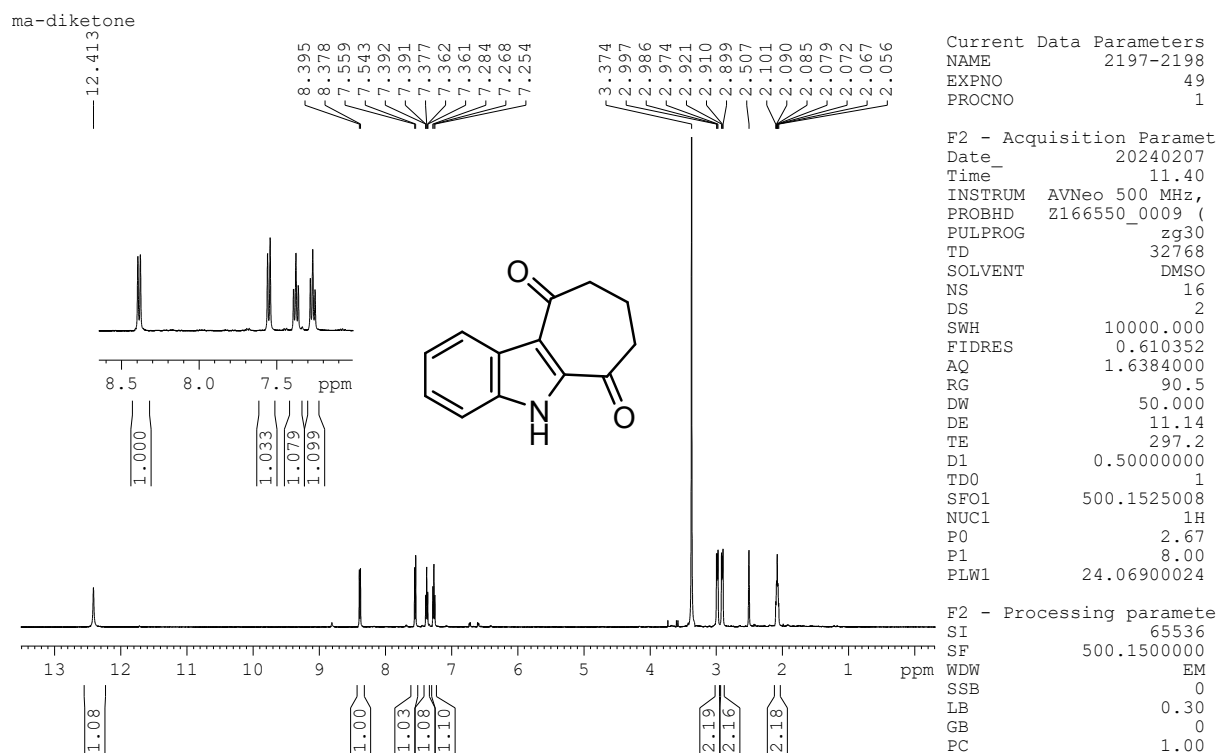 ma-diketone
12.413
8.395
8.378
7.559
7.543
7.392
7.391
7.377
7.362
7.361
7.284
7.268
7.254
3.374
2.997
2.986
2.974
2.921
2.910
2.899
2.507
2.101
2.090
2.085
2.079
2.072
2.067
2.056
O
O
N
H
8.5 8.0 7.5 ppm
1.000
1.033
1.079
1.099
13 12 11 10 9 8 7 6 5 4 3 2 1 ppm
1.08
1.00
1.03
1.08
1.10
2.19
2.16
2.18
Current Data Parameters
NAME 2197-2198
EXPNO 49
PROCNO 1
F2 - Acquisition Paramet
Date_ 20240207
Time 11.40
INSTRUM AVNeo 500 MHz,
PROBHD Z166550_0009 (
PULPROG zg30
TD 32768
SOLVENT DMSO
NS 16
DS 2
SWH 10000.000
FIDRES 0.610352
AQ 1.6384000
RG 90.5
DW 50.000
DE 11.14
TE 297.2
D1 0.50000000
TD0 1
SFO1 500.1525008
NUC1 1H
P0 2.67
P1 8.00
PLW1 24.06900024
F2 - Processing paramete
SI 65536
SF 500.1500000
WDW EM
SSB 0
LB 0.30
GB 0
PC 1.00